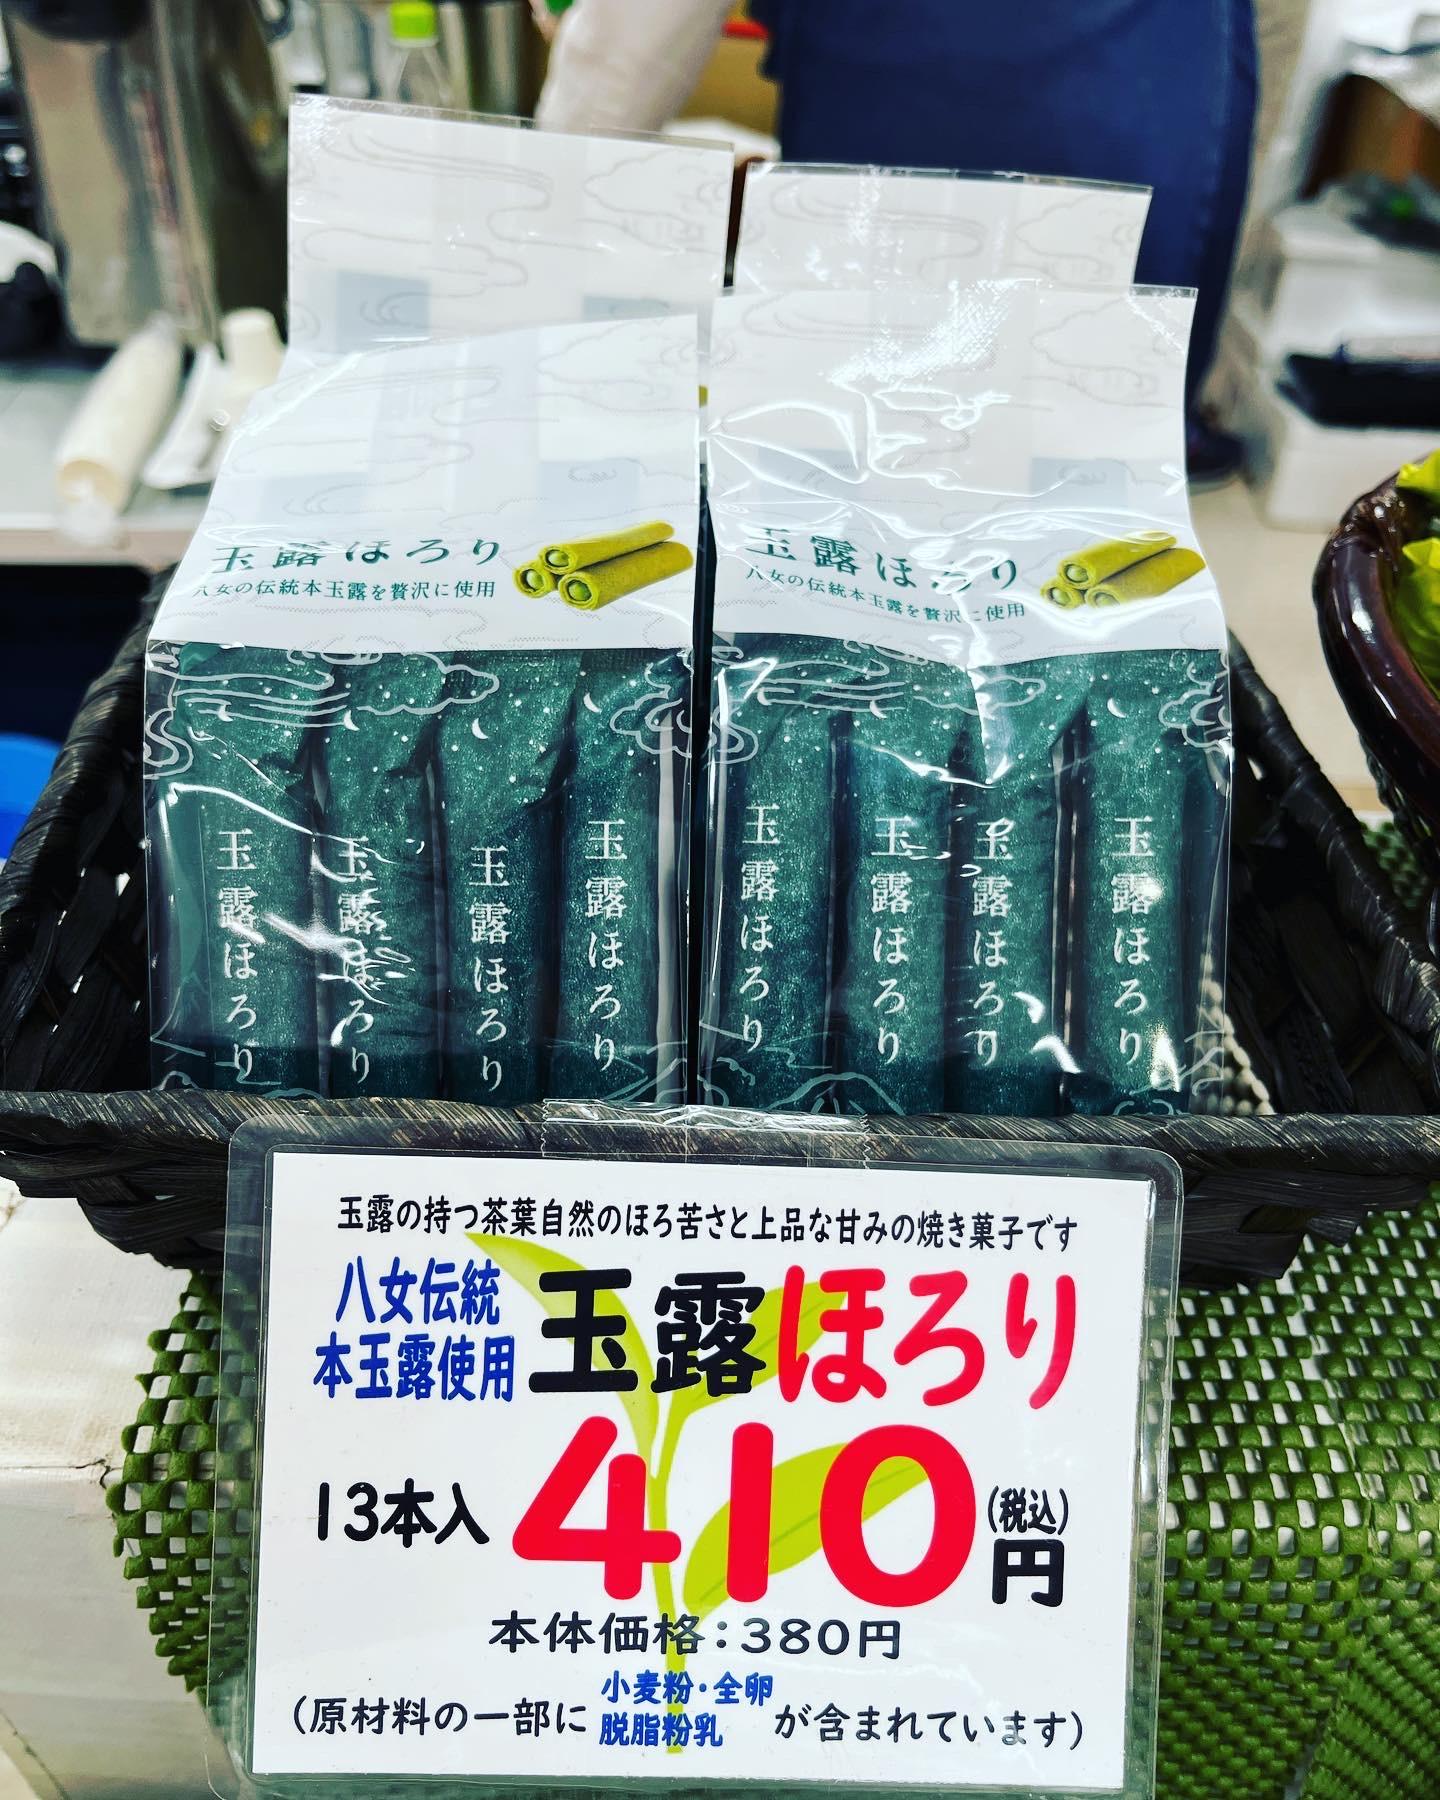 玉露ほろり
八女の伝統本玉露を贅沢に使用
玉露ほろり
八女の伝統本玉露を贅沢に使用
玉露ほろり
玉露ほろり
玉露ほろり
玉露ほろり
玉露ほろり
玉露ほろり
玉露ほろり
玉露ほろり
玉露の持つ茶葉自然のほろ苦さと上品な甘みの焼き菓子です
八女伝統
本玉露使用
玉露ほろり
13本入
410円
(税込)
本体価格:380円
(原材料の一部に小麦粉・全卵
脱脂粉乳が含まれています)